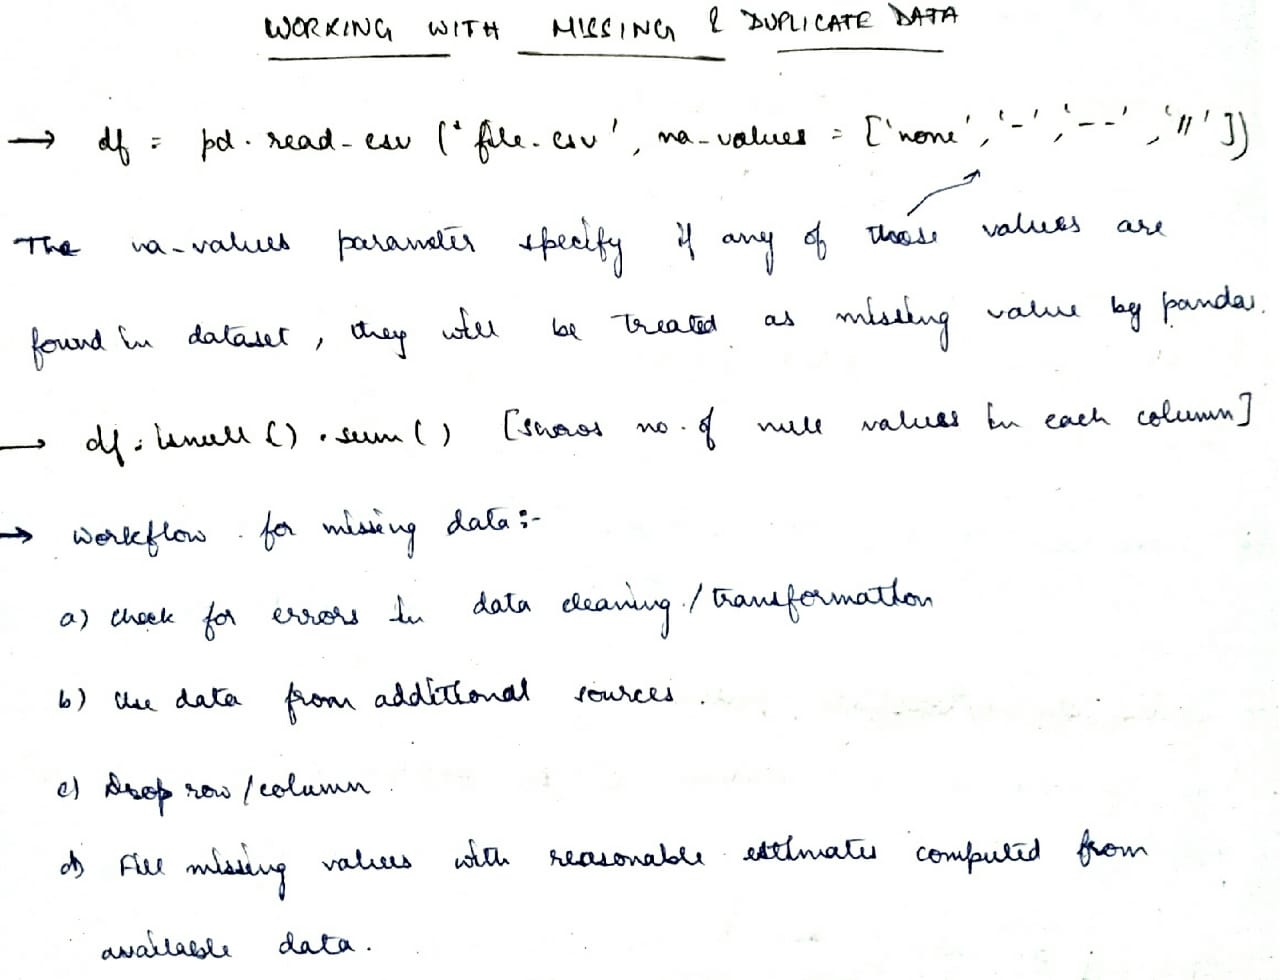 WORKING WITH MISSING & DUPLICATE DATA
→ df = pd.read_csv('file.csv', na_values = ['none','-','--','//'])
The na-values parameter specify if any of those values are
found in dataset, they will be treated as missing value by pandas.
→ df.isnull().sum() [shows no. of null values in each column]
→ Workflow for missing data:-
a) Check for errors in data cleaning/transformation
b) Use data from additional sources.
c) Drop row/column.
d) Fill missing values with reasonable estimates computed from
available data.